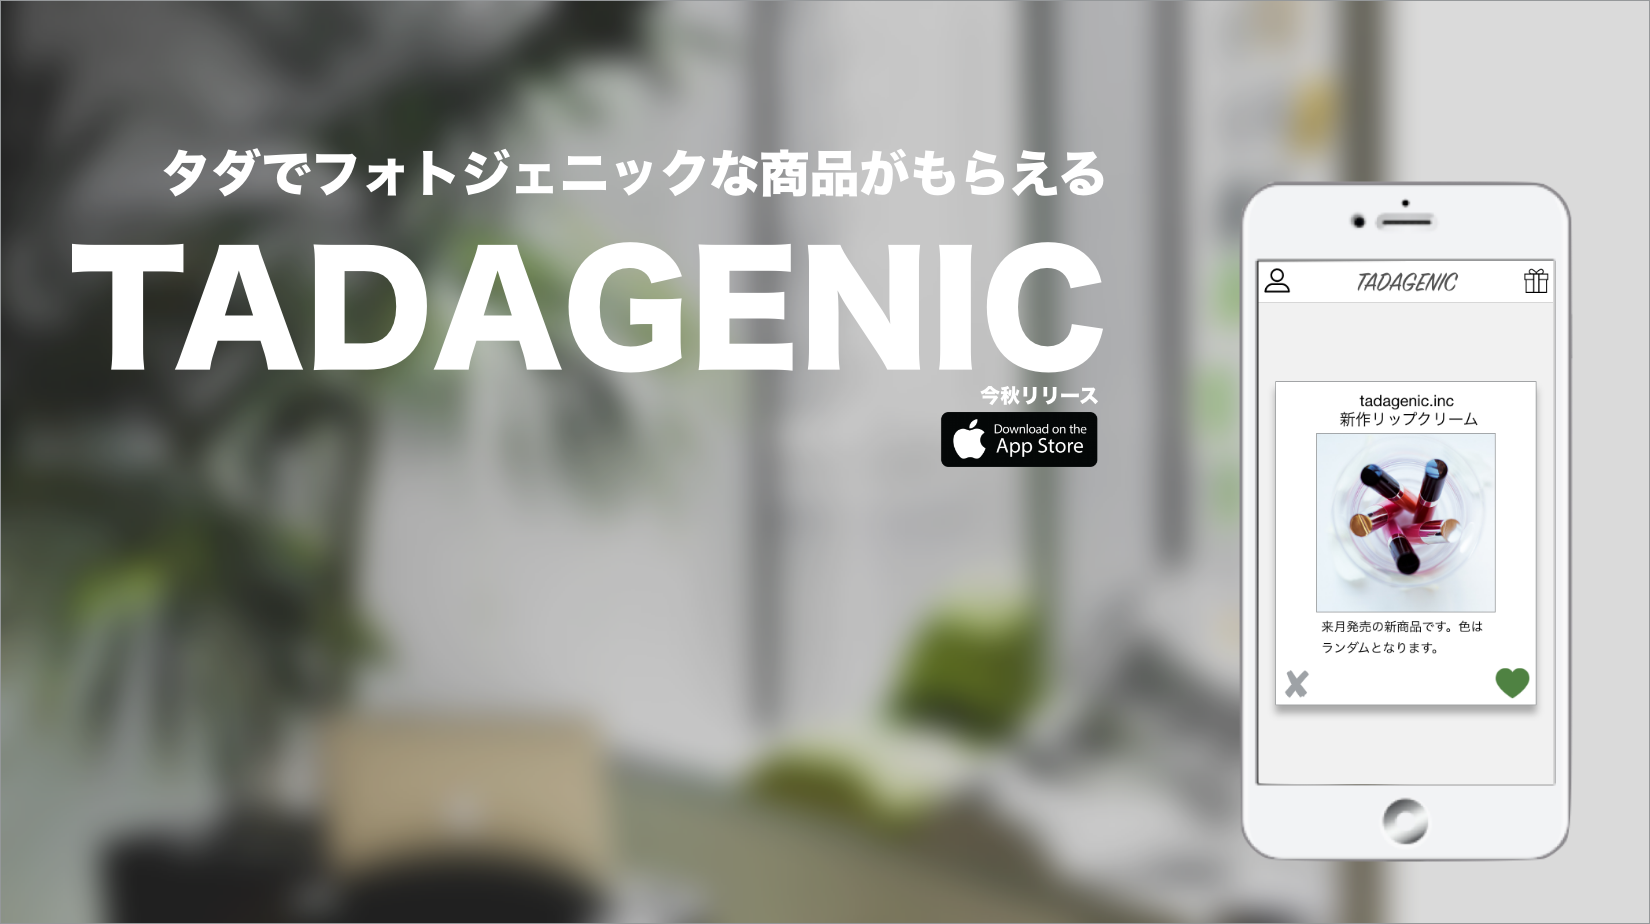 タダでフォトジェニックな商品がもらえる
TADAGENIC
今秋リリース
Download on the
App Store
TADAGENIC
tadagenic.inc
新作リップクリーム
来月発売の新商品です。色は
ランダムとなります。